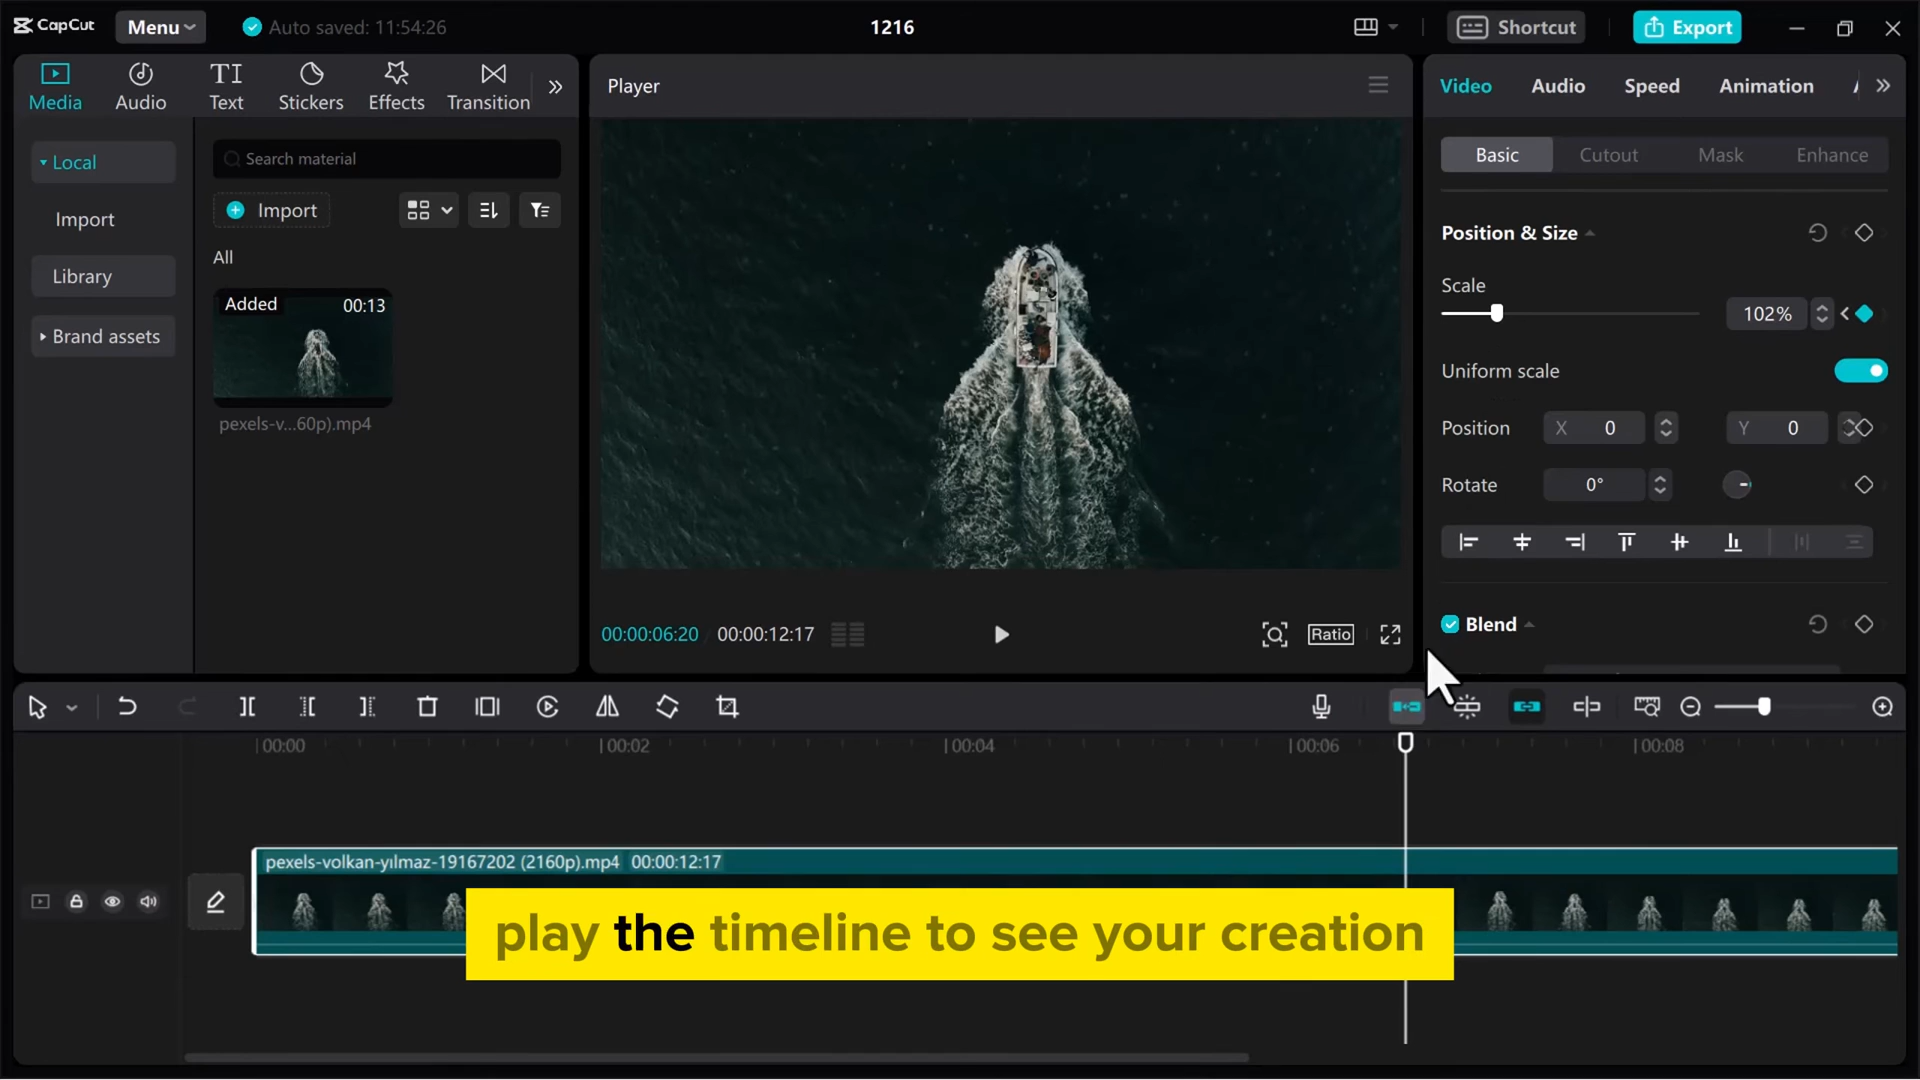 CapCut
Menu
Auto saved: 11:54:26
1216
Shortcut
Export
Media
Audio
Text
Stickers
Effects
Transition
Local
Import
Library
Brand assets
Search material
Import
All
Added 00:13
pexels-v...60p).mp4
Player
00:00:06:20 00:00:12:17
Ratio
Video
Audio
Speed
Animation
Basic
Cutout
Mask
Enhance
Position & Size
Scale
102%
Uniform scale
Position X 0 Y 0
Rotate 0°
Blend
00:00
00:02
00:04
00:06
00:08
pexels-volkan-yılmaz-19167202 (2160p).mp4 00:00:12:17
play the timeline to see your creation